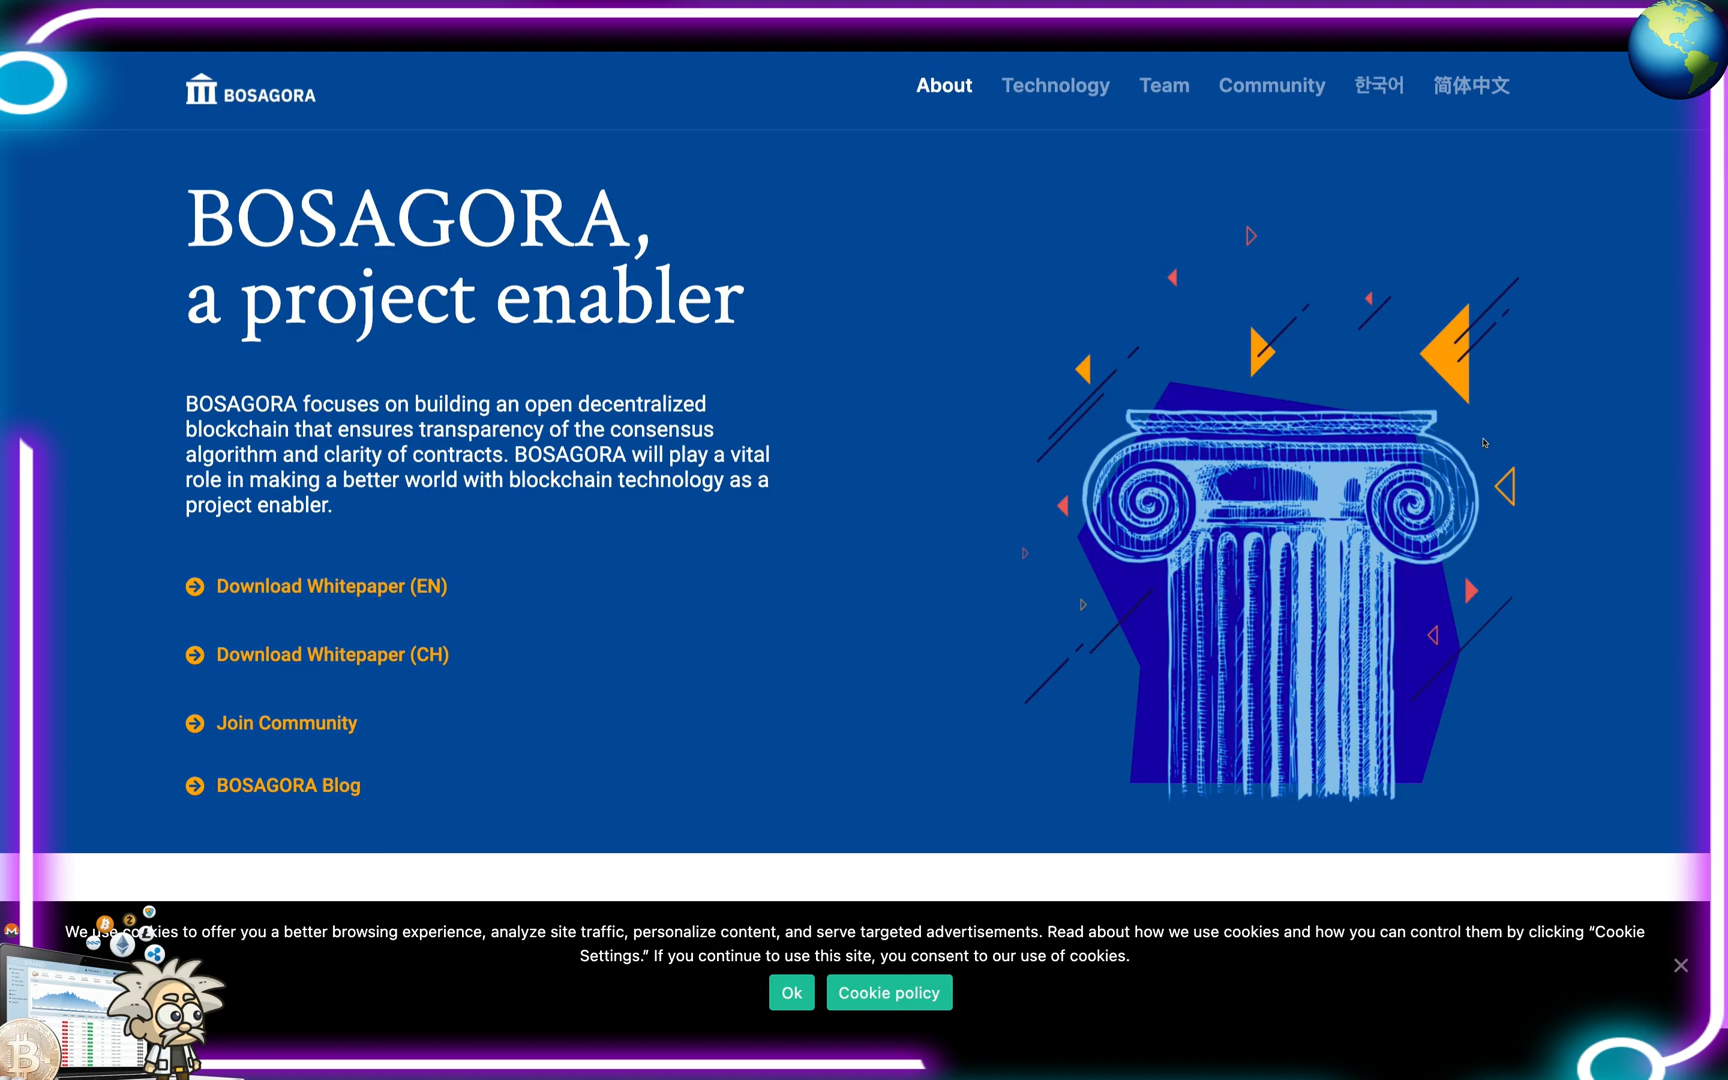 BOSAGORA
About Technology Team Community 한국어 简体中文
BOSAGORA,
a project enabler
BOSAGORA focuses on building an open decentralized
blockchain that ensures transparency of the consensus
algorithm and clarity of contracts. BOSAGORA will play a vital
role in making a better world with blockchain technology as a
project enabler.
Download Whitepaper (EN)
Download Whitepaper (CH)
Join Community
BOSAGORA Blog
We use cookies to offer you a better browsing experience, analyze site traffic, personalize content, and serve targeted advertisements. Read about how we use cookies and how you can control them by clicking “Cookie
Settings.” If you continue to use this site, you consent to our use of cookies.
Ok
Cookie policy